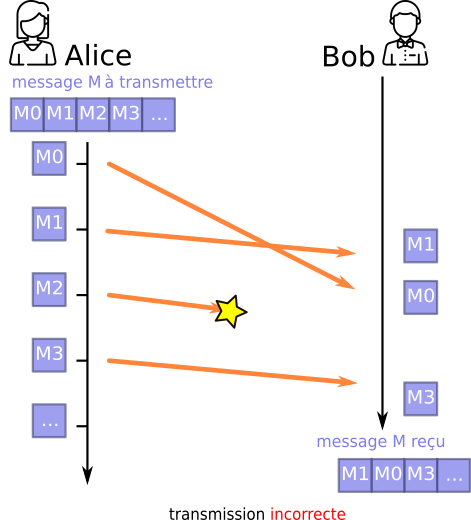 Alice
Bob
message M à transmettre
M0 M1 M2 M3 ...
M0
M1
M2
M3
...
M1
M0
M3
message M reçu
M1 M0 M3 ...
transmission incorrecte